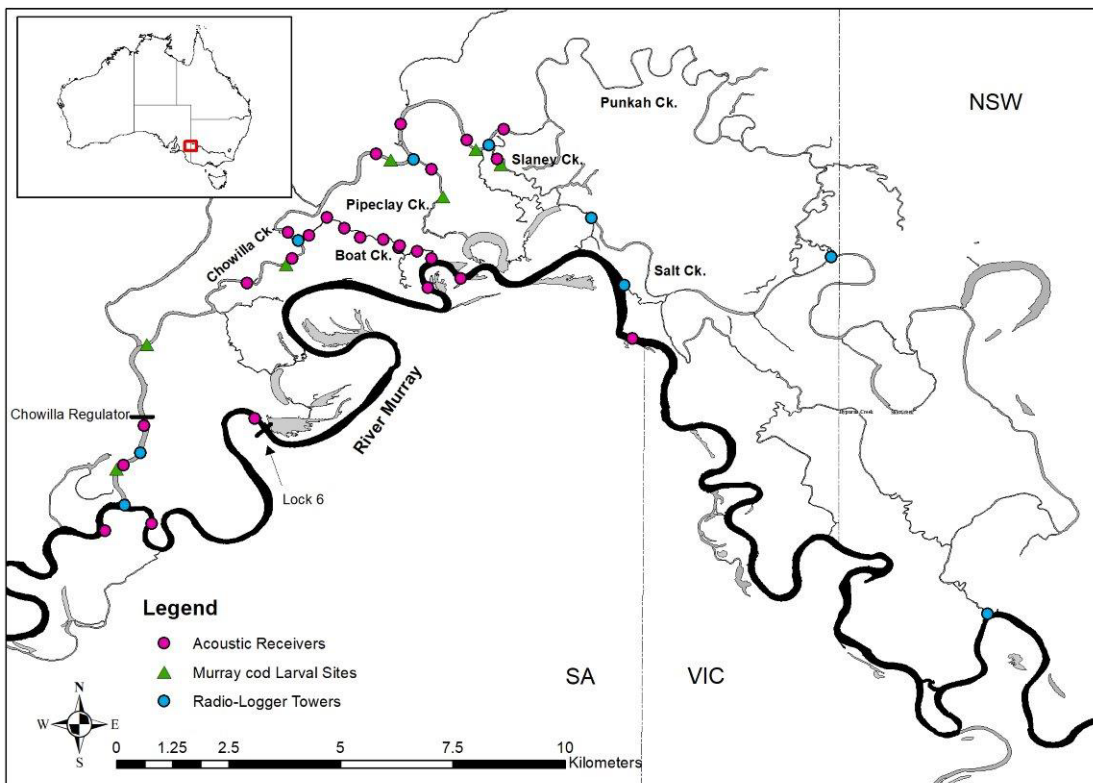 Punkah Ck.
NSW
Slaney Ck.
Pipeclay Ck.
Chowilla Ck
Boat Ck.
Salt Ck.
River Murray
Chowilla Regulator
Lock 6
SA
VIC
Legend
Acoustic Receivers
Murray cod Larval Sites
Radio-Logger Towers
N
W
E
S
0 1.25 2.5 5 7.5 10
Kilometers